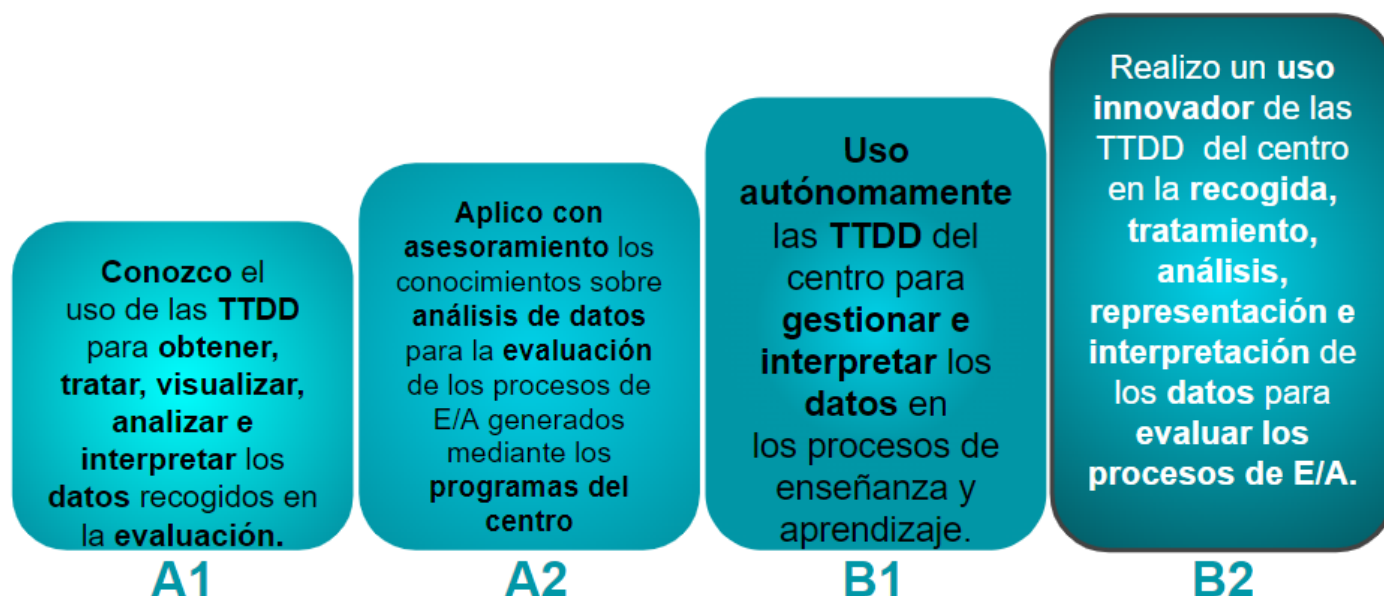 Conozco el
uso de las TTDD
para obtener,
tratar, visualizar,
analizar e
interpretar los
datos recogidos en
la evaluación.
A1
Aplico con
asesoramiento los
conocimientos sobre
análisis de datos
para la evaluación
de los procesos de
E/A generados
mediante los
programas del
centro
A2
Uso
autónomamente
las TTDD del
centro para
gestionar e
interpretar los
datos en
los procesos de
enseñanza y
aprendizaje.
B1
Realizo un uso
innovador de las
TTDD del centro
en la recogida,
tratamiento,
análisis,
representación e
interpretación de
los datos para
evaluar los
procesos de E/A.
B2